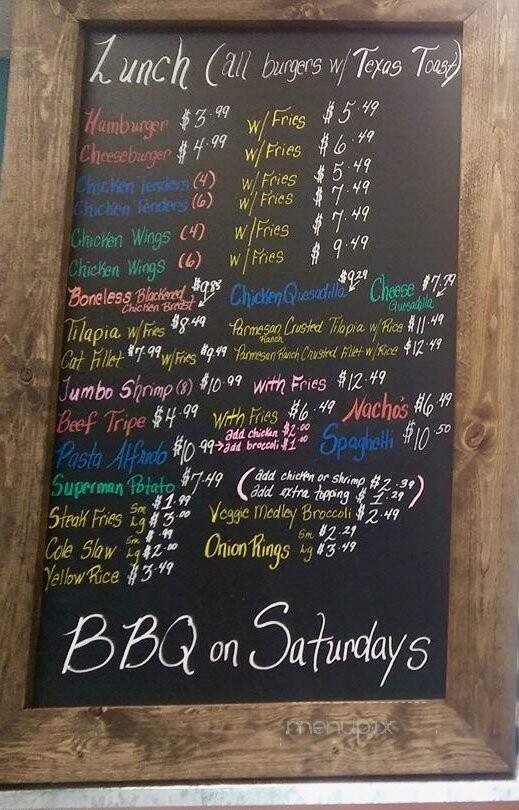 Lunch (all burgers w/ Texas Toast)
Hamburger $3.99 w/Fries $5.49
Cheeseburger $4.99 w/Fries $6.49
Chicken Tenders (4) w/Fries $5.49
Chicken Tenders (6) w/Fries $7.49
Chicken Wings (4) w/Fries $7.49
Chicken Wings (6) w/Fries $9.49
Boneless Blackened Chicken Breast $9.85 Chicken Quesadilla $9.29 Cheese Quesadilla $7.79
Tilapia w/Fries $8.49 Parmesan Ranch Crusted Tilapia w/Rice $11.49
Cat Fillet $7.99 w/Fries $9.49 Parmesan Ranch Crusted Fillet w/Rice $12.49
Jumbo Shrimp (8) $10.99 with Fries $12.49
Beef Tripe $4.99 with Fries $6.49 Nacho's $6.49
Pasta Alfredo $10.99 → add chicken $2.00 add broccoli $1.00 Spaghetti $10.50
Superman Potato $7.49 (add chicken or shrimp $2.39)
add extra topping $1.29
Steak Fries Sm $1.99 Lg $3.00 Veggie Medley Broccoli $2.49
Cole Slaw Sm $.99 Lg $2.00 Onion Rings Sm $2.29 Lg $3.49
Yellow Rice $3.49
BBQ on Saturdays
menupix